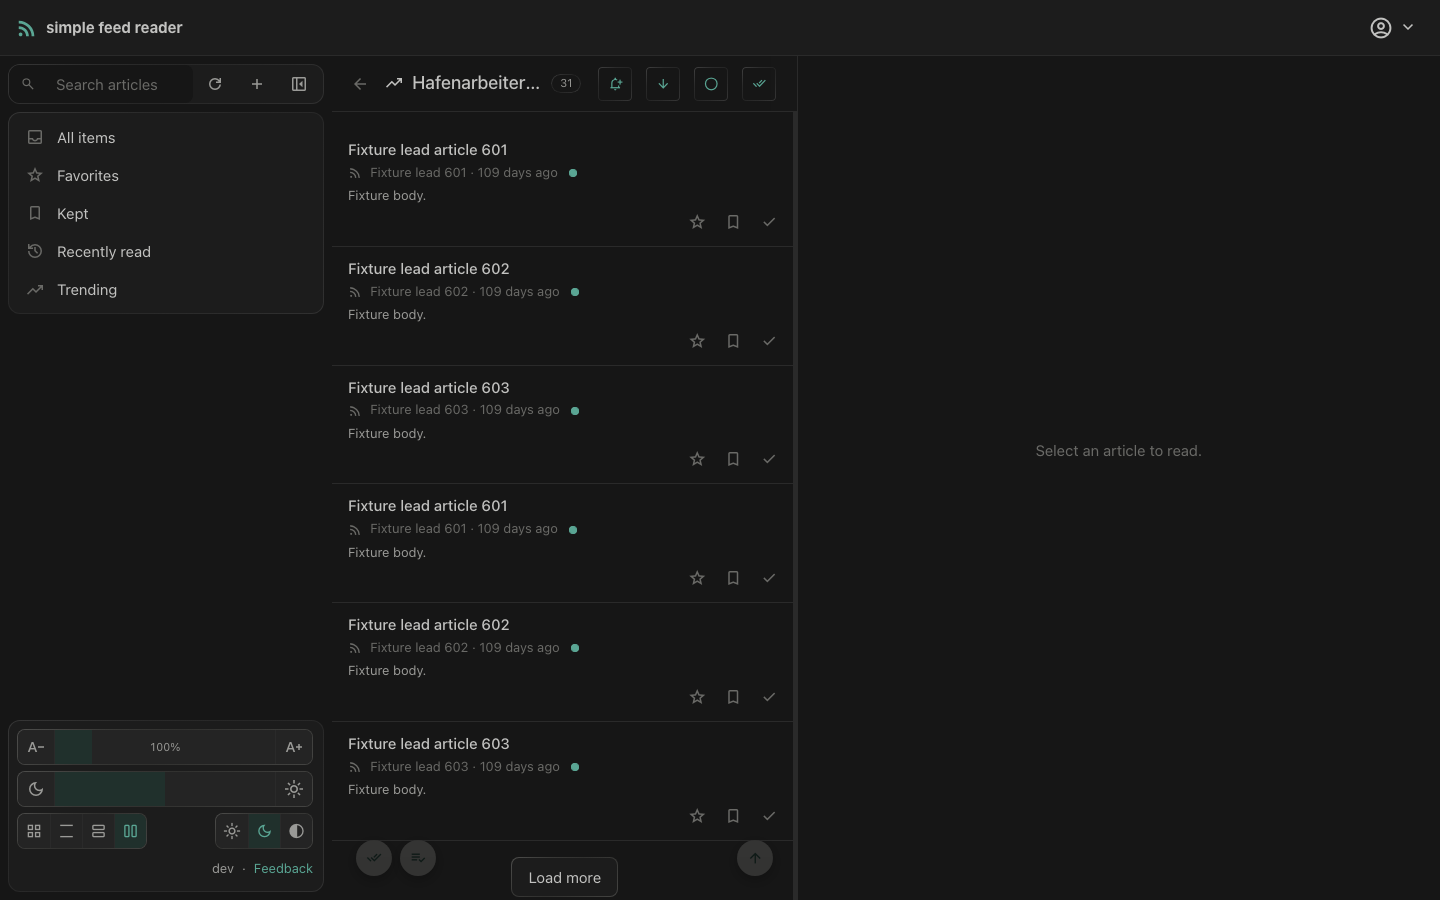 simple feed reader
Search articles
All items
Favorites
Kept
Recently read
Trending
A−
100%
A+
dev · Feedback
Hafenarbeiter…
31
Fixture lead article 601
Fixture lead 601 · 109 days ago
Fixture body.
Fixture lead article 602
Fixture lead 602 · 109 days ago
Fixture body.
Fixture lead article 603
Fixture lead 603 · 109 days ago
Fixture body.
Fixture lead article 601
Fixture lead 601 · 109 days ago
Fixture body.
Fixture lead article 602
Fixture lead 602 · 109 days ago
Fixture body.
Fixture lead article 603
Fixture lead 603 · 109 days ago
Fixture body.
Load more
Select an article to read.